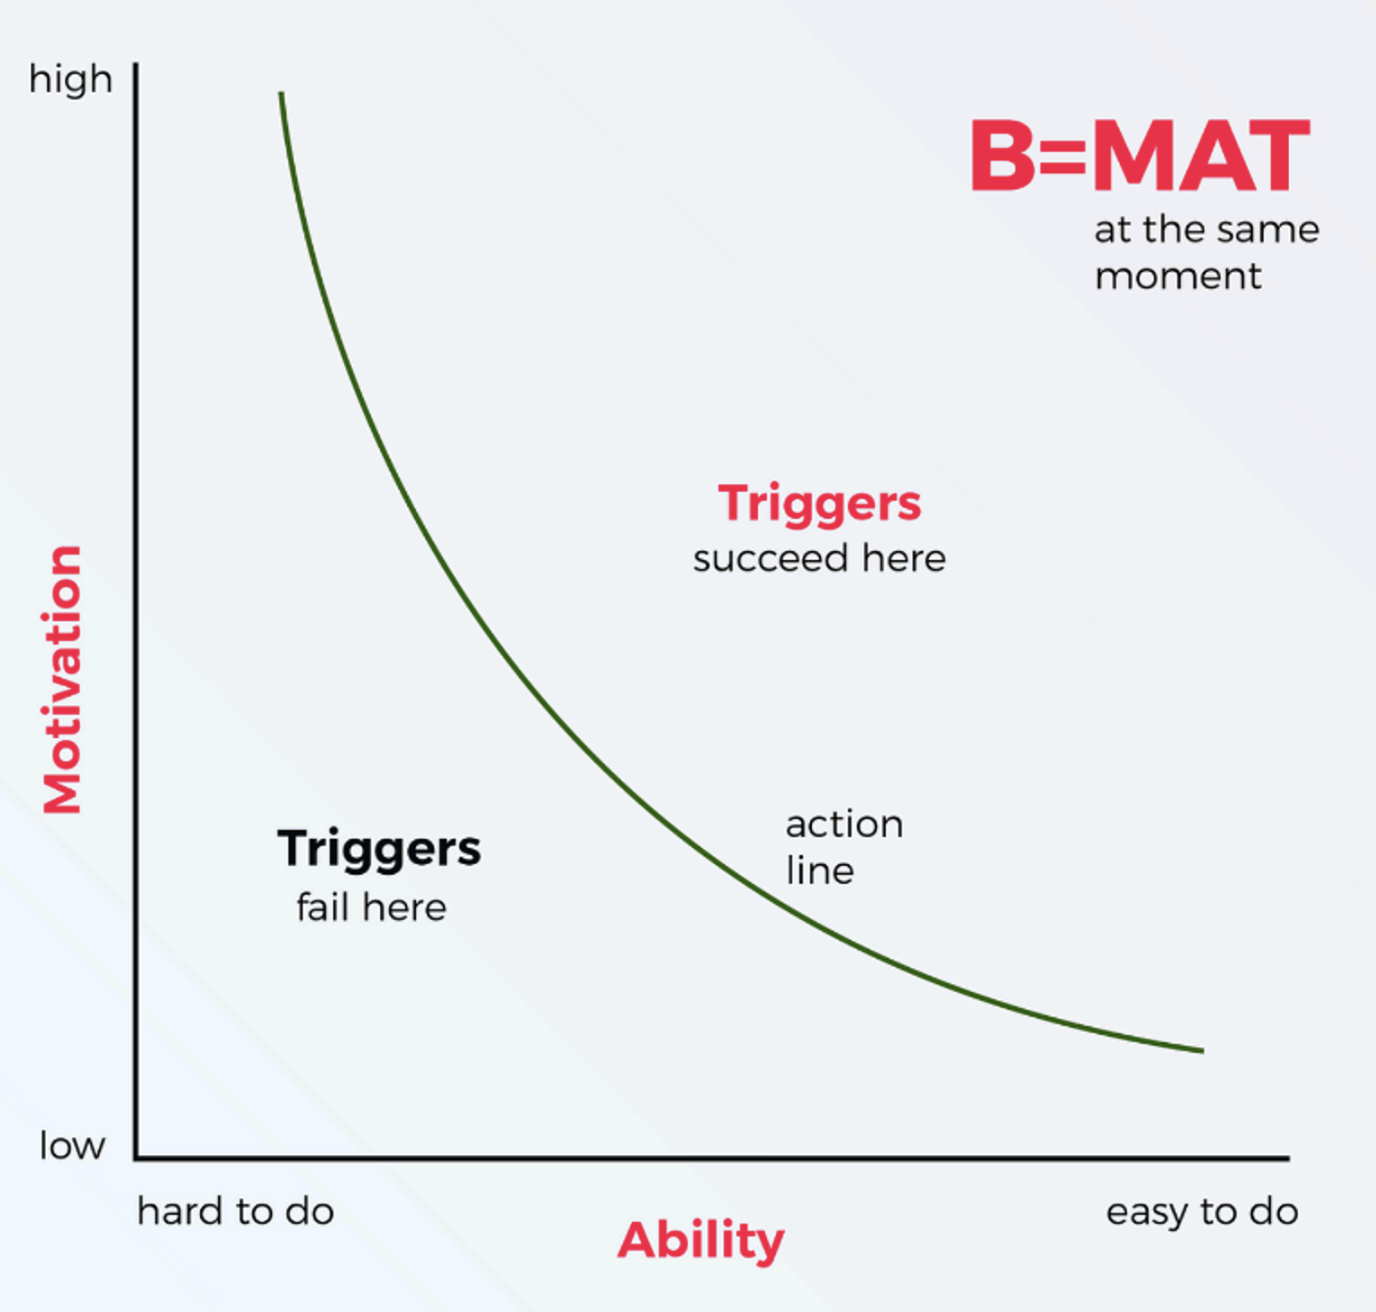 high
B=MAT
at the same
moment
Triggers
succeed here
Motivation
action
line
Triggers
fail here
low
hard to do
easy to do
Ability